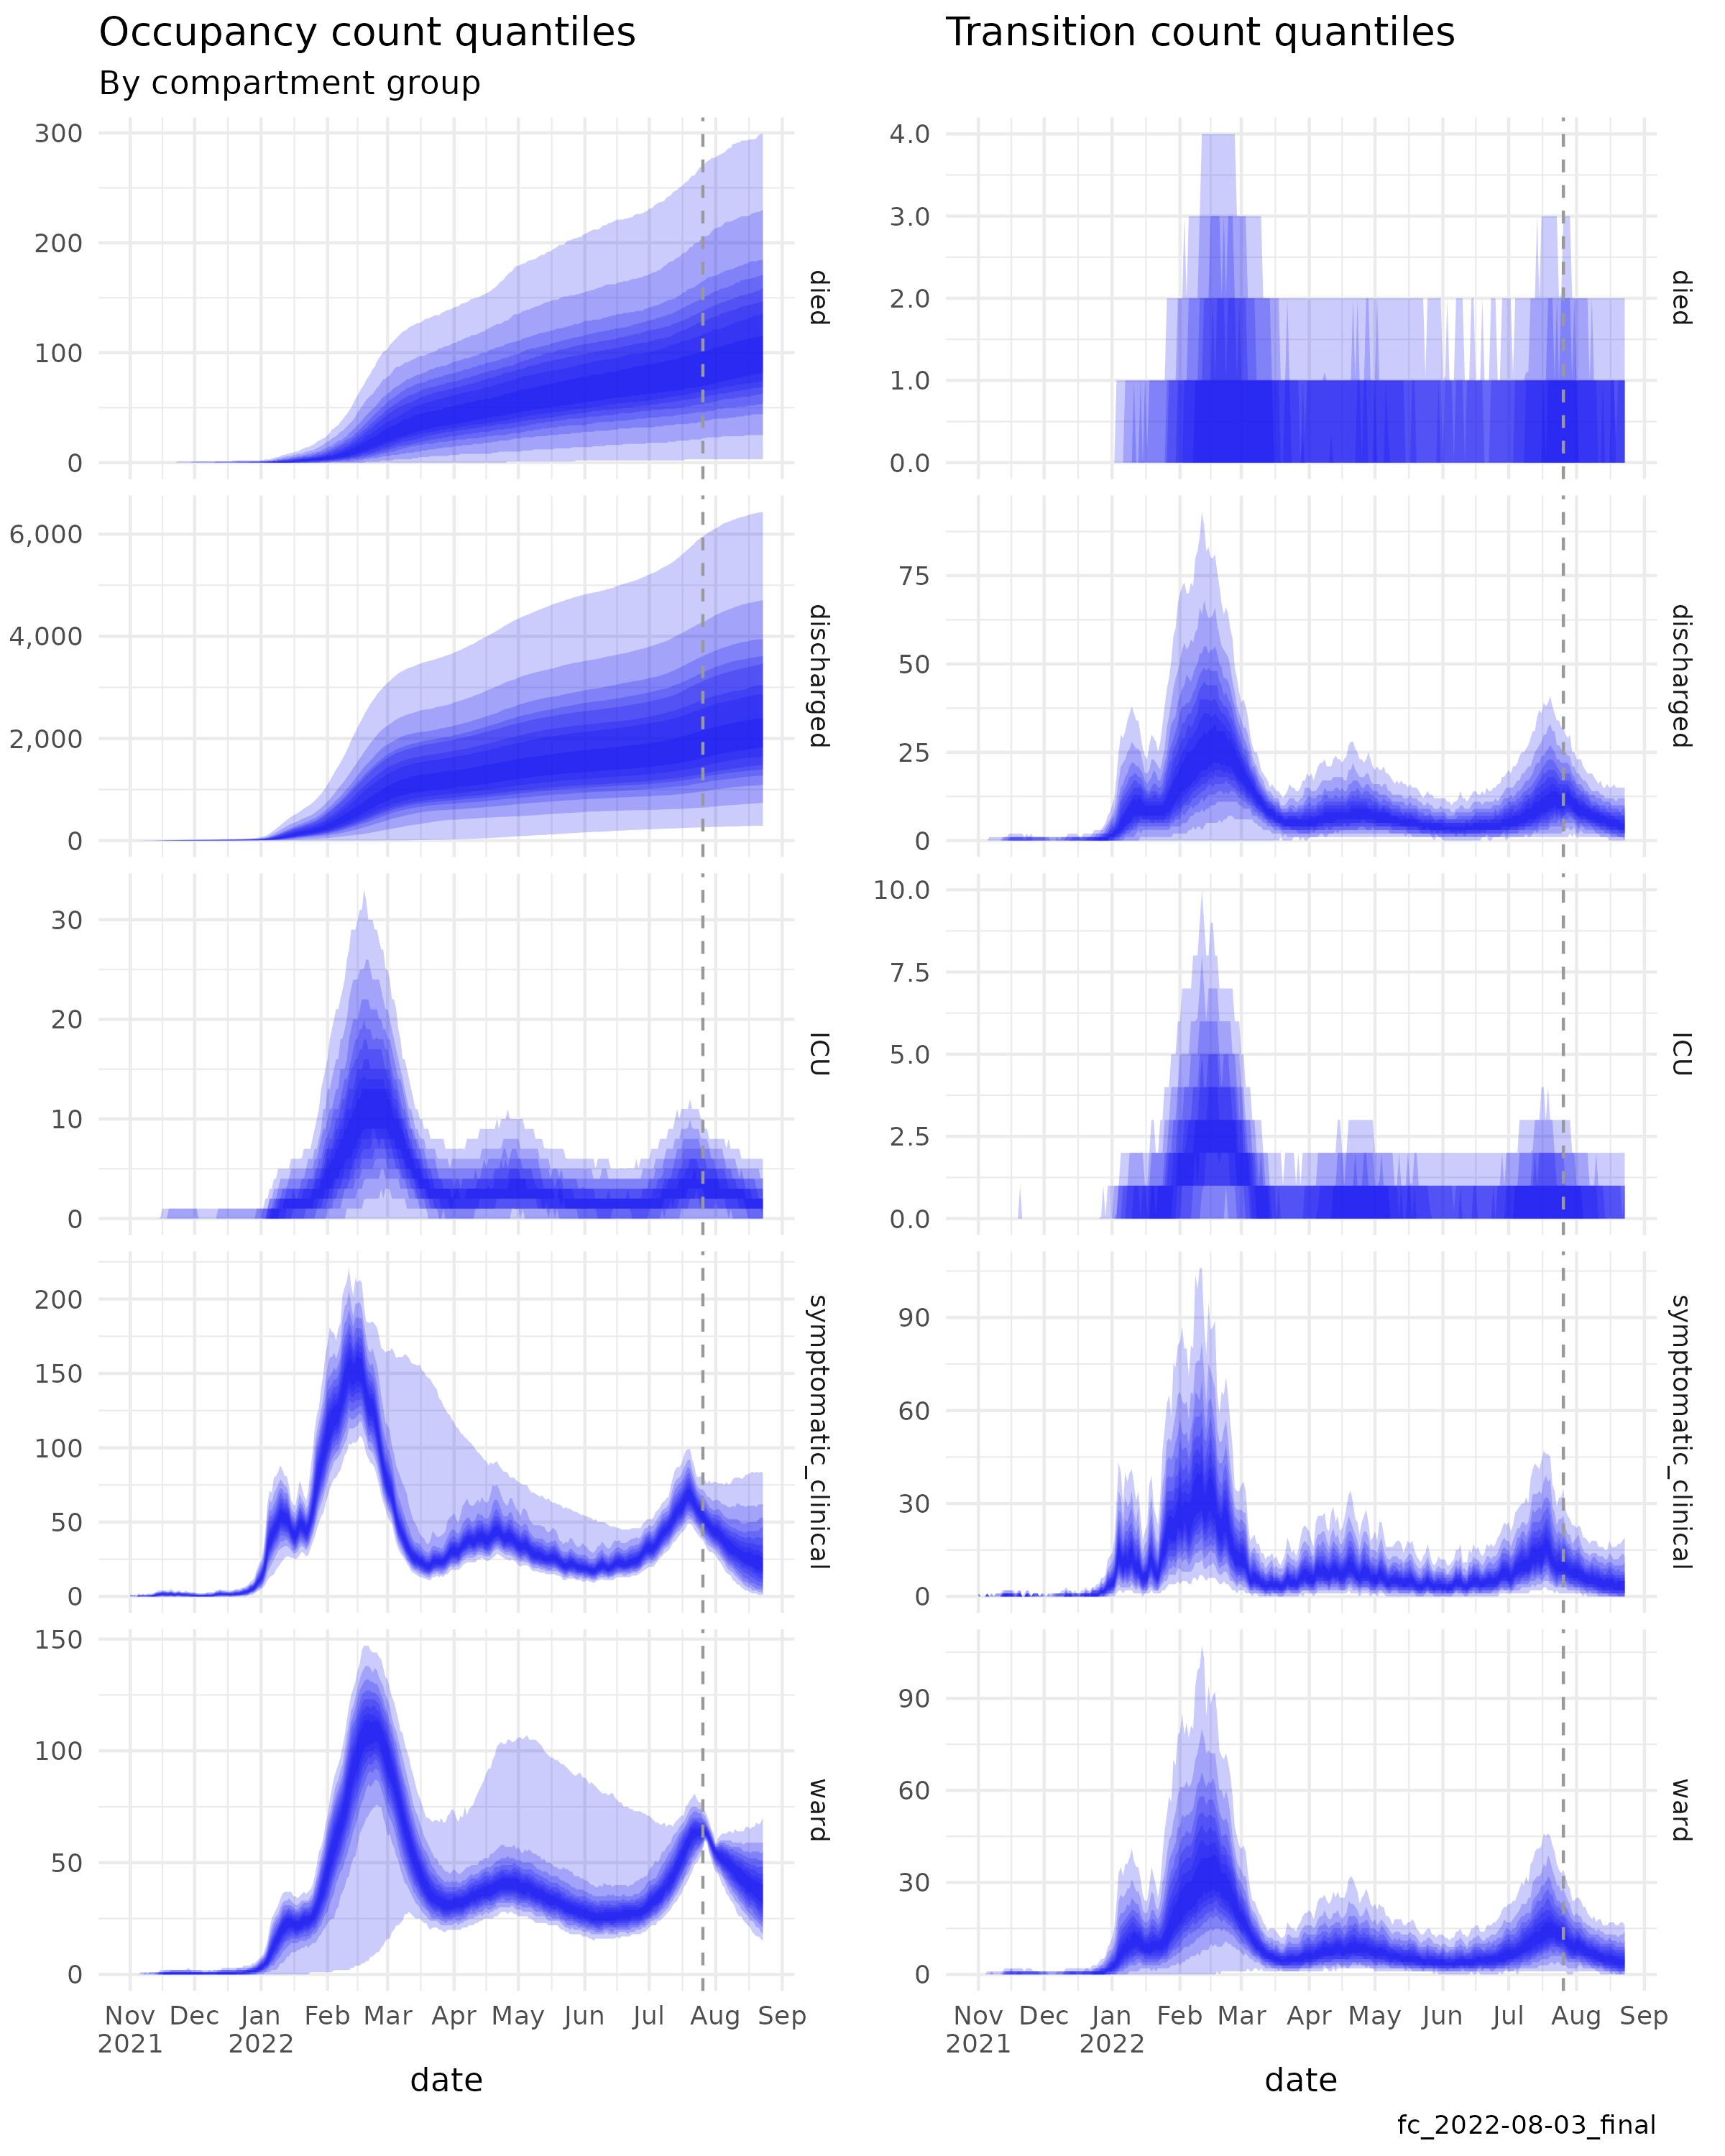 Occupancy count quantiles
By compartment group
300
200
100
0
died
6,000
4,000
2,000
0
discharged
30
20
10
0
ICU
200
150
100
50
0
symptomatic_clinical
150
100
50
0
ward
Nov Dec Jan Feb Mar Apr May Jun Jul Aug Sep
2021 2022
date
Transition count quantiles
4.0
3.0
2.0
1.0
0.0
died
75
50
25
0
discharged
10.0
7.5
5.0
2.5
0.0
ICU
90
60
30
0
symptomatic_clinical
90
60
30
0
ward
Nov Dec Jan Feb Mar Apr May Jun Jul Aug Sep
2021 2022
date
fc_2022-08-03_final